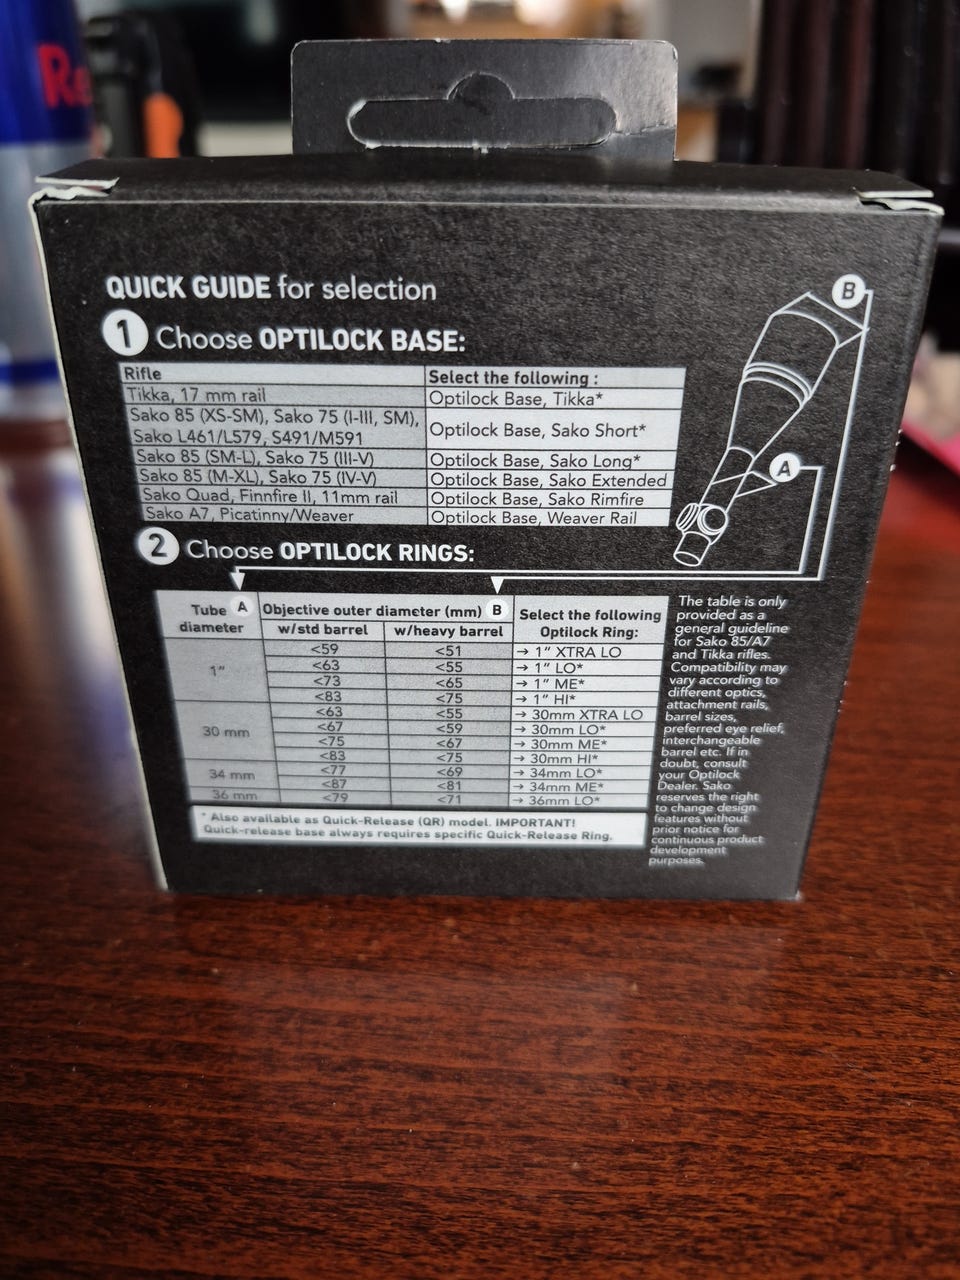 Re
QUICK GUIDE for selection
1 Choose OPTILOCK BASE:
Rifle Select the following :
Tikka, 17 mm rail Optilock Base, Tikka*
Sako 85 (XS-SM), Sako 75 (I-III, SM),
Sako L461/L579, S491/M591 Optilock Base, Sako Short*
Sako 85 (SM-L), Sako 75 (III-V) Optilock Base, Sako Long*
Sako 85 (M-XL), Sako 75 (IV-V) Optilock Base, Sako Extended
Sako Quad, Finnfire II, 11mm rail Optilock Base, Sako Rimfire
Sako A7, Picatinny/Weaver Optilock Base, Weaver Rail
B
A
2 Choose OPTILOCK RINGS:
Tube A diameter Objective outer diameter (mm) B Select the following
w/std barrel w/heavy barrel Optilock Ring:
1" <59 <51 → 1" XTRA LO
<63 <55 → 1" LO*
<73 <65 → 1" ME*
<83 <75 → 1" HI*
30 mm <63 <55 → 30mm XTRA LO
<67 <59 → 30mm LO*
<75 <67 → 30mm ME*
<83 <75 → 30mm HI*
34 mm <77 <69 → 34mm LO*
<87 <81 → 34mm ME*
36 mm <79 <71 → 36mm LO*
* Also available as Quick-Release (QR) model. IMPORTANT!
Quick-release base always requires specific Quick-Release Ring.
The table is only
provided as a
general guideline
for Sako 85/A7
and Tikka rifles.
Compatibility may
vary according to
different optics,
attachment rails,
barrel sizes,
preferred eye relief,
interchangeable
barrel etc. If in
doubt, consult
your Optilock
Dealer. Sako
reserves the right
to change design
features without
prior notice for
continuous product
development
purposes.